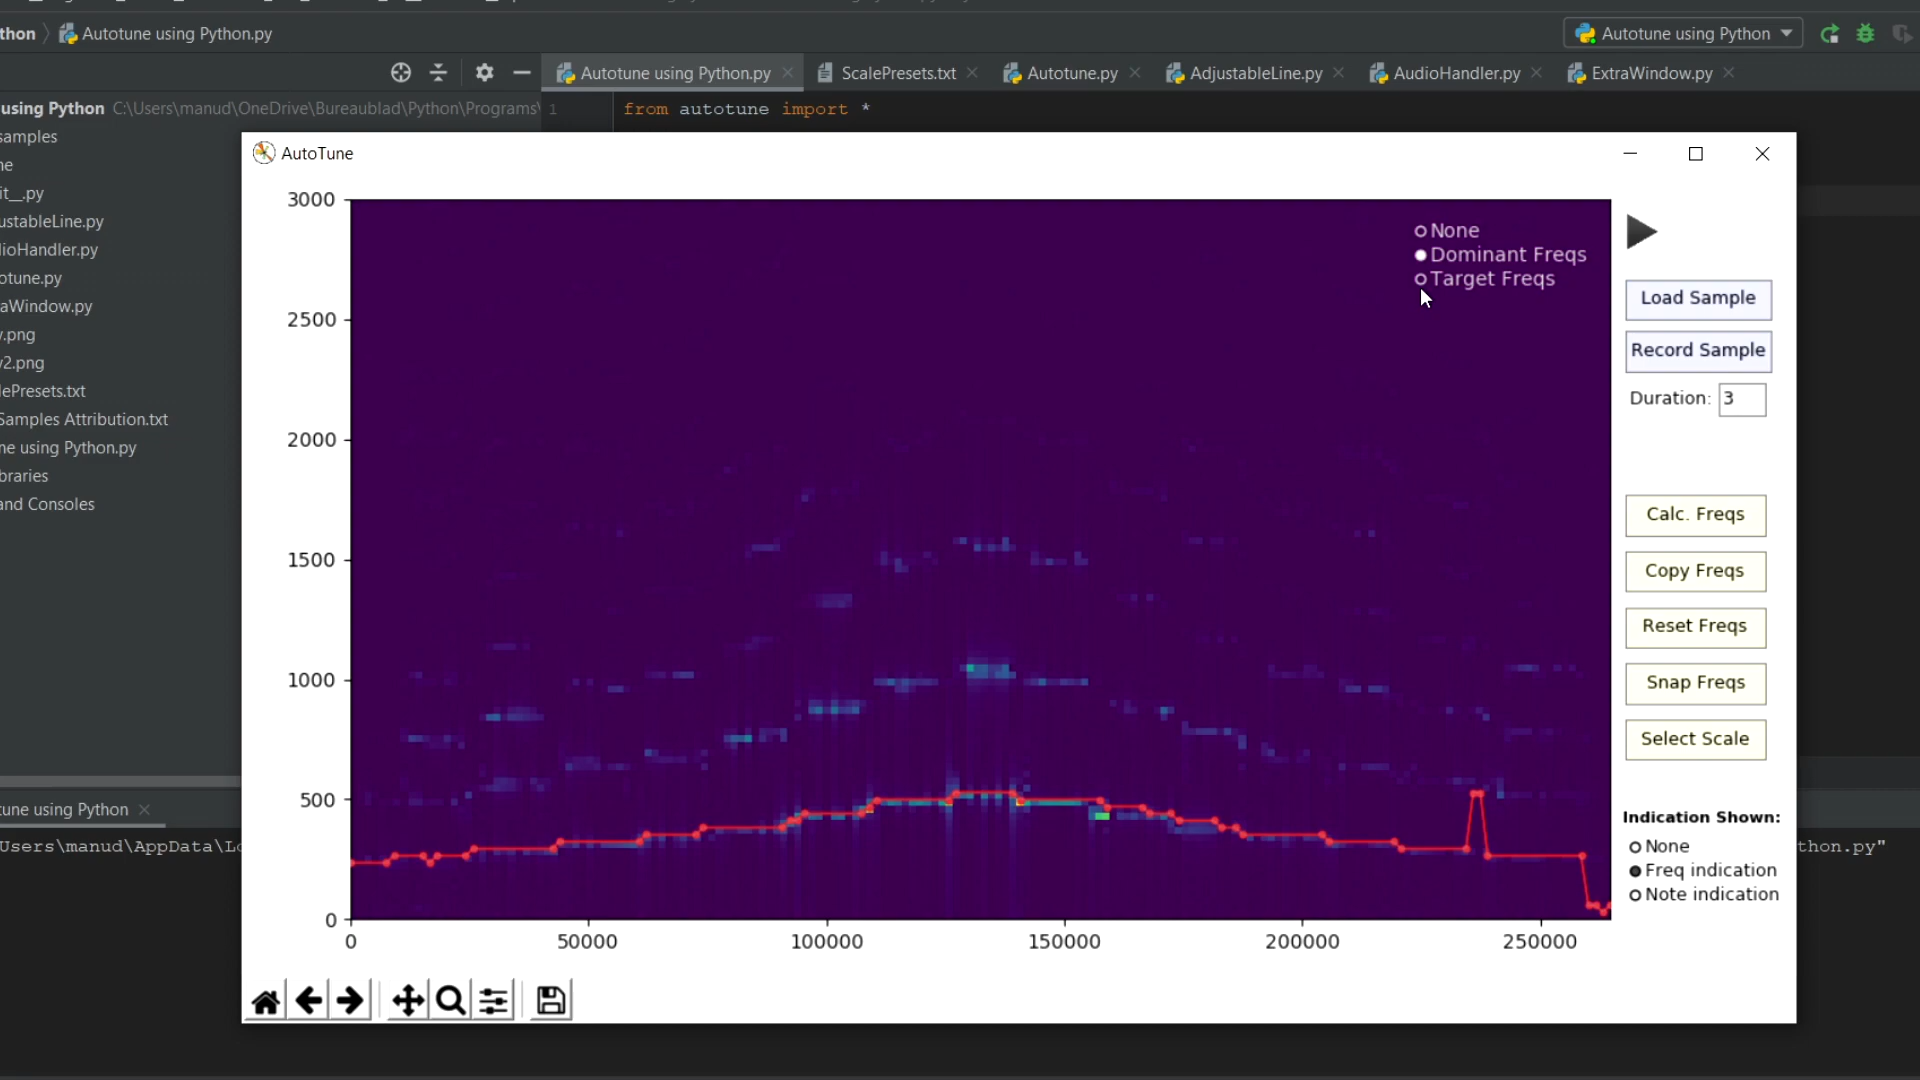 thon
Autotune using Python.py
Autotune using Python
Autotune using Python.py
ScalePresets.txt
Autotune.py
AdjustableLine.py
AudioHandler.py
ExtraWindow.py
using Python C:\Users\manud\OneDrive\Bureaublad\Python\Programs\
1
from autotune import *
samples
ne
it__.py
ustableLine.py
ioHandler.py
otune.py
aWindow.py
.png
2.png
lePresets.txt
Samples Attribution.txt
ne using Python.py
braries
and Consoles
AutoTune
3000
2500
2000
1500
1000
500
0
0
50000
100000
150000
200000
250000
None
Dominant Freqs
Target Freqs
Load Sample
Record Sample
Duration: 3
Calc. Freqs
Copy Freqs
Reset Freqs
Snap Freqs
Select Scale
Indication Shown:
None
Freq indication
Note indication
tune using Python
Users\manud\AppData\Lo
thon.py"